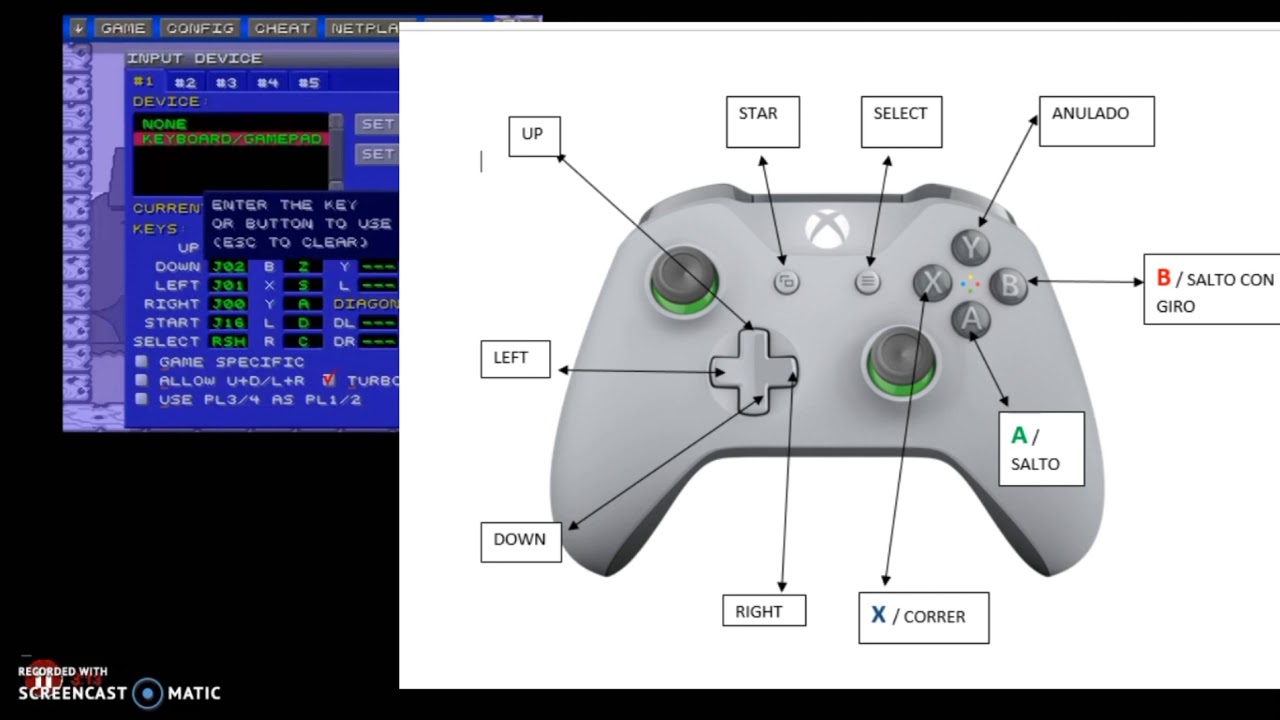 GAME CONFIG CHEAT NETPLA
INPUT DEVICE
#1 #2 #3 #4 #5
DEVICE:
NONE
SET
KEYBOARD/GAMEPAD
SET
CURREN
ENTER THE KEY
KEYS:
OR BUTTON TO USE
UP
(ESC TO CLEAR)
DOWN J02 B Z Y ---
LEFT J01 X S L ---
RIGHT J00 Y A DIAGON
START J16 L D DL ---
SELECT RSH R C DR ---
GAME SPECIFIC
ALLOW U+D/L+R TURBO
USE PL3/4 AS PL1/2
UP
STAR
SELECT
ANULADO
Y
X
B
A
B / SALTO CON
GIRO
LEFT
A /
SALTO
DOWN
RIGHT
X / CORRER
RECORDED WITH
SCREENCAST MATIC